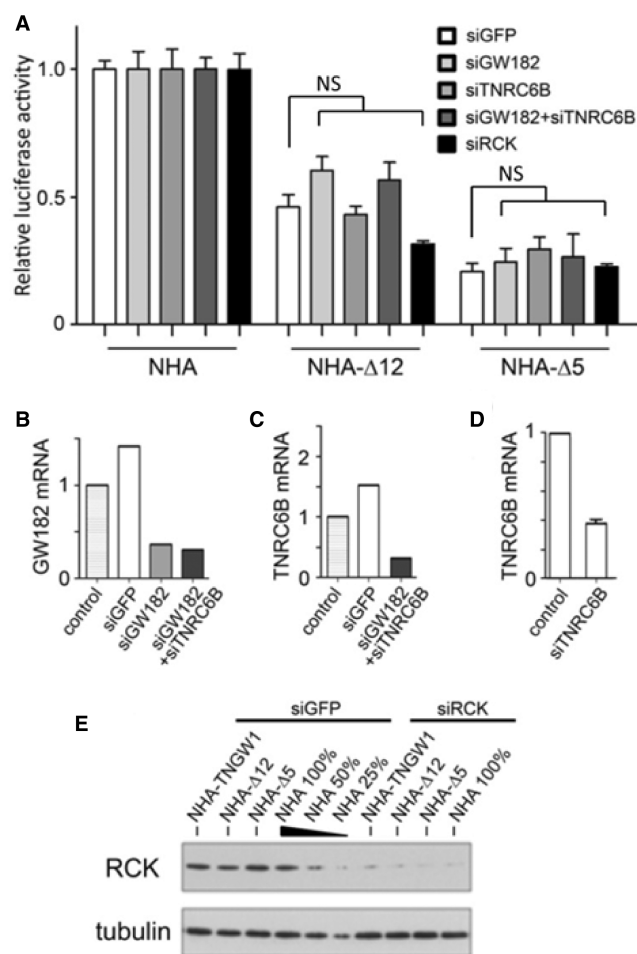 A
Relative luciferase activity
1.0
0.5
0
NS
NS
siGFP
siGW182
siTNRC6B
siGW182+siTNRC6B
siRCK
NHA
NHA-Δ12
NHA-Δ5
B
GW182 mRNA
1
0
control
siGFP
siGW182
siGW182
+siTNRC6B
C
TNRC6B mRNA
2
1
0
control
siGFP
siGW182
+siTNRC6B
D
TNRC6B mRNA
1
0
control
siTNRC6B
E
siGFP
siRCK
NHA-TNGW1
NHA-Δ12
NHA-Δ5
NHA 100%
NHA 50%
NHA 25%
NHA-TNGW1
NHA-Δ12
NHA-Δ5
NHA 100%
RCK
tubulin